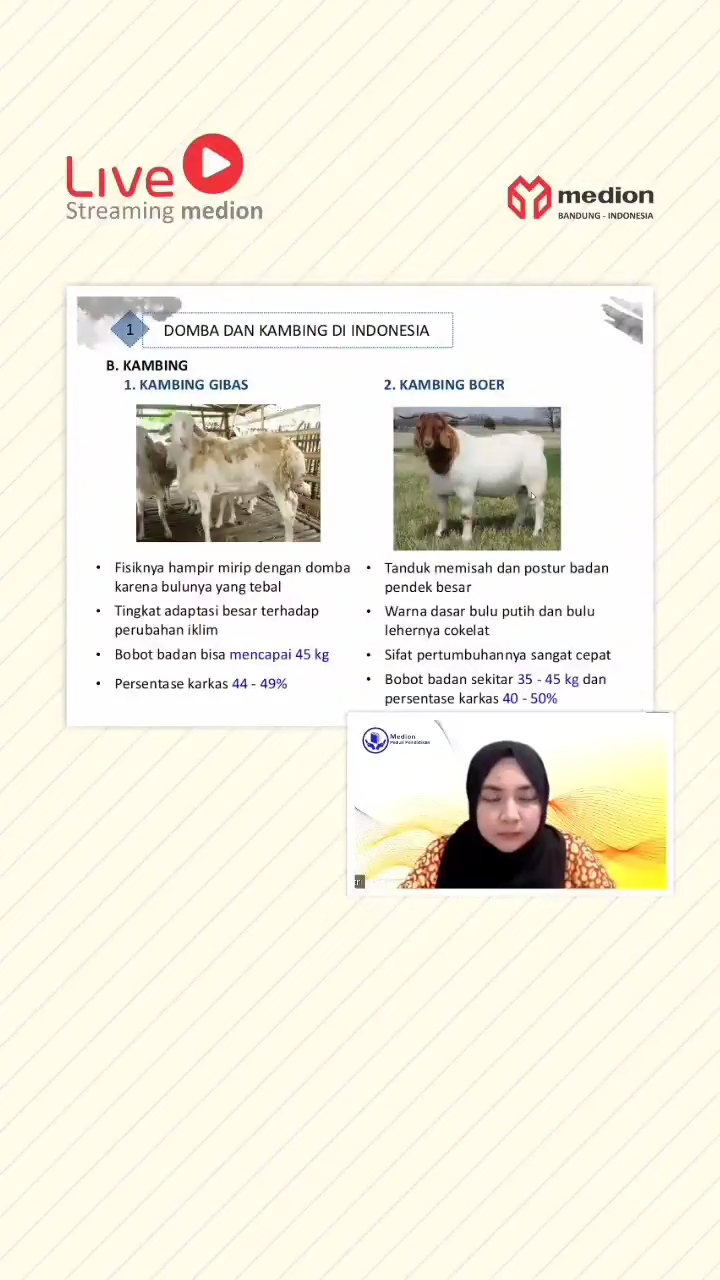 Live
Streaming medion
medion
BANDUNG - INDONESIA
1
DOMBA DAN KAMBING DI INDONESIA
B. KAMBING
1. KAMBING GIBAS
• Fisiknya hampir mirip dengan domba
karena bulunya yang tebal
• Tingkat adaptasi besar terhadap
perubahan iklim
• Bobot badan bisa mencapai 45 kg
• Persentase karkas 44 - 49%
2. KAMBING BOER
• Tanduk memisah dan postur badan
pendek besar
• Warna dasar bulu putih dan bulu
lehernya cokelat
• Sifat pertumbuhannya sangat cepat
• Bobot badan sekitar 35 - 45 kg dan
persentase karkas 40 - 50%
Medion
Peduli Pendidikan